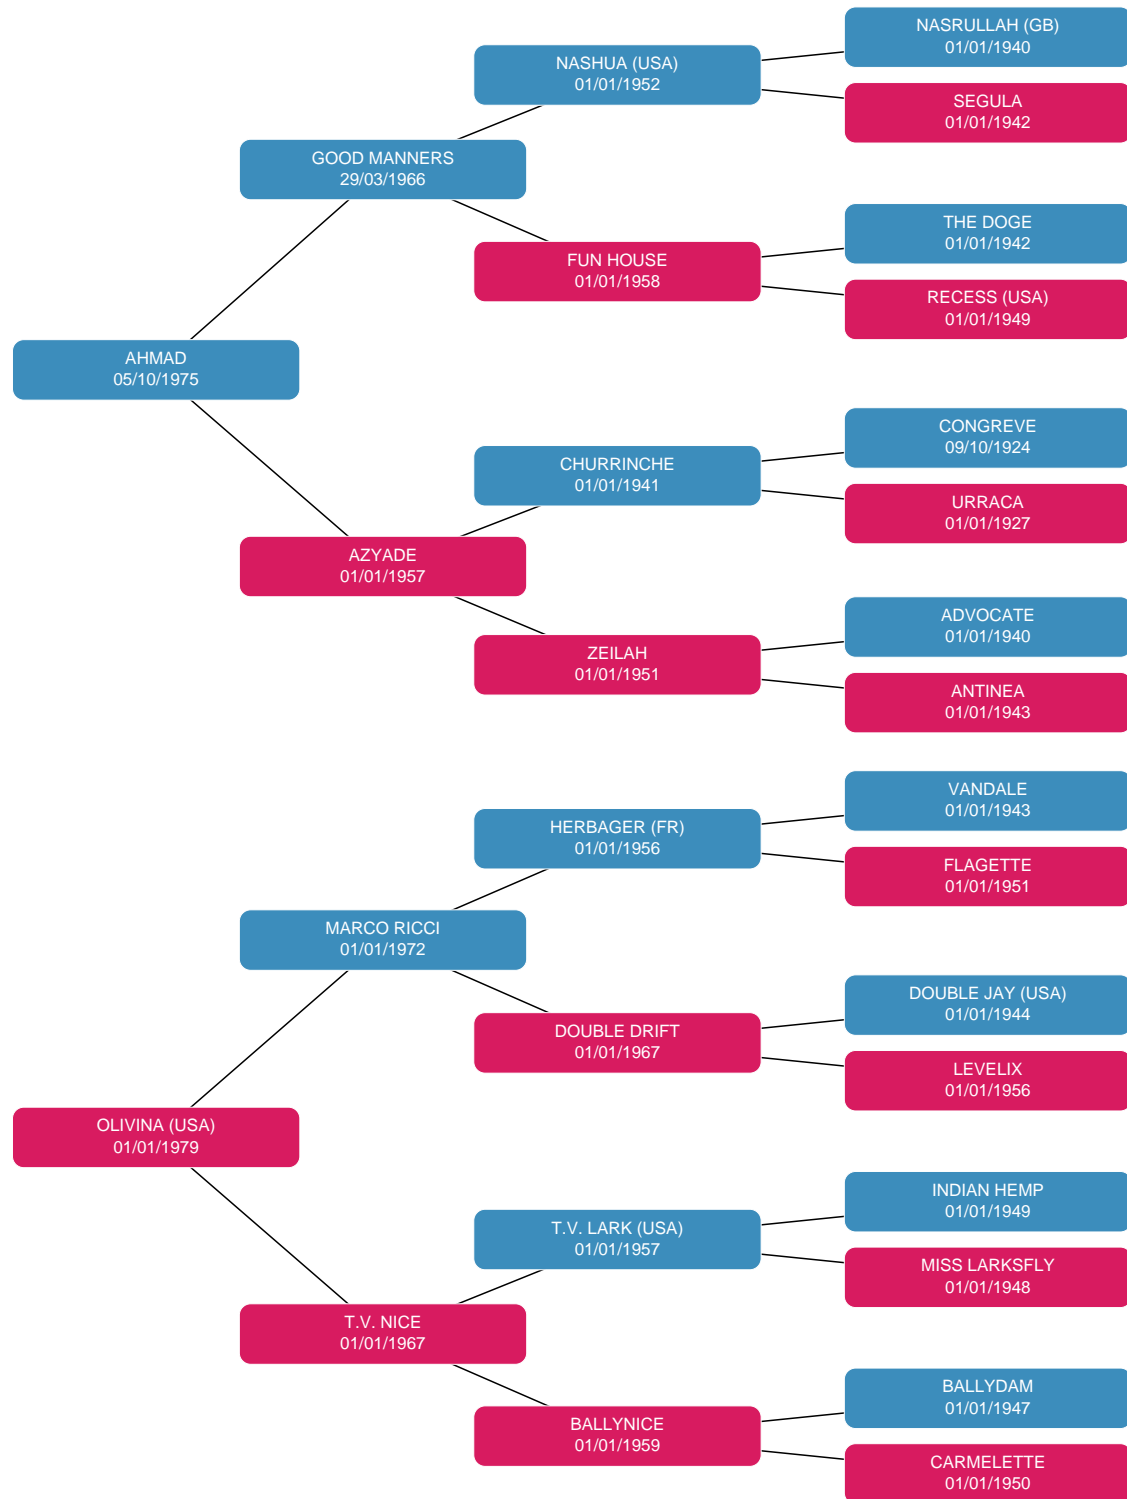 NASRULLAH (GB)
01/01/1940
NASHUA (USA)
01/01/1952
SEGULA
01/01/1942
GOOD MANNERS
29/03/1966
THE DOGE
01/01/1942
FUN HOUSE
01/01/1958
RECESS (USA)
01/01/1949
AHMAD
05/10/1975
CONGREVE
09/10/1924
CHURRINCHE
01/01/1941
URRACA
01/01/1927
AZYADE
01/01/1957
ADVOCATE
01/01/1940
ZEILAH
01/01/1951
ANTINEA
01/01/1943
VANDALE
01/01/1943
HERBAGER (FR)
01/01/1956
FLAGETTE
01/01/1951
MARCO RICCI
01/01/1972
DOUBLE JAY (USA)
01/01/1944
DOUBLE DRIFT
01/01/1967
LEVELIX
01/01/1956
OLIVINA (USA)
01/01/1979
INDIAN HEMP
01/01/1949
T.V. LARK (USA)
01/01/1957
MISS LARKSFLY
01/01/1948
T.V. NICE
01/01/1967
BALLYDAM
01/01/1947
BALLYNICE
01/01/1959
CARMELETTE
01/01/1950